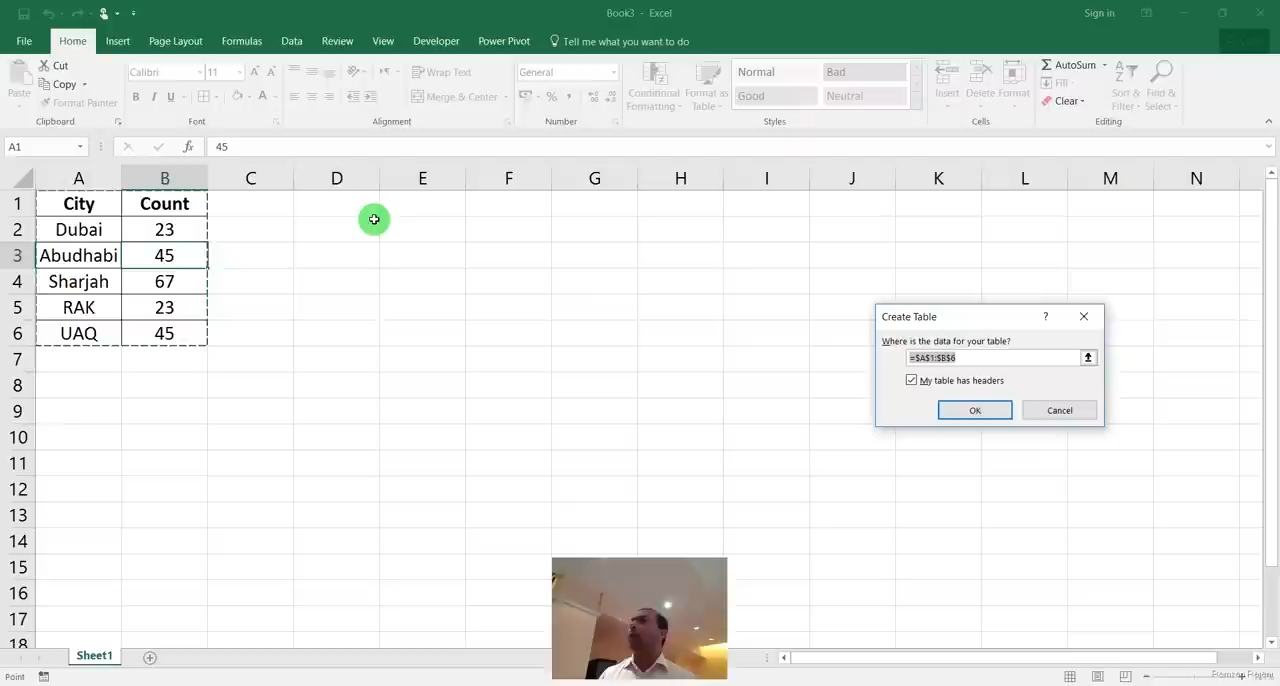 Book3 - Excel
Sign in
File Home Insert Page Layout Formulas Data Review View Developer Power Pivot Tell me what you want to do
Paste
Cut
Copy
Format Painter
Clipboard
Calibri 11
B I U
Font
Wrap Text
Merge & Center
Alignment
General
Number
Conditional Formatting
Format as Table
Normal Bad
Good Neutral
Styles
Insert Delete Format
Cells
AutoSum
Fill
Clear
Sort & Filter
Find & Select
Editing
A1 fx 45
A B C D E F G H I J K L M N
1 City Count
2 Dubai 23
3 Abudhabi 45
4 Sharjah 67
5 RAK 23
6 UAQ 45
7
8
9
10
11
12
13
14
15
16
17
18
Create Table ?
Where is the data for your table?
=$A$1:$B$6
My table has headers
OK Cancel
Sheet1
Point